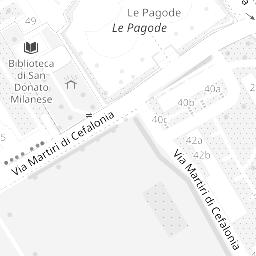 49
Le Pagode
Le Pagode
Biblioteca
di San
Donato
Milanese
40a
40b
40c
45
42a
42b
Via Martiri di Cefalonia
Via Martiri di Cefalonia